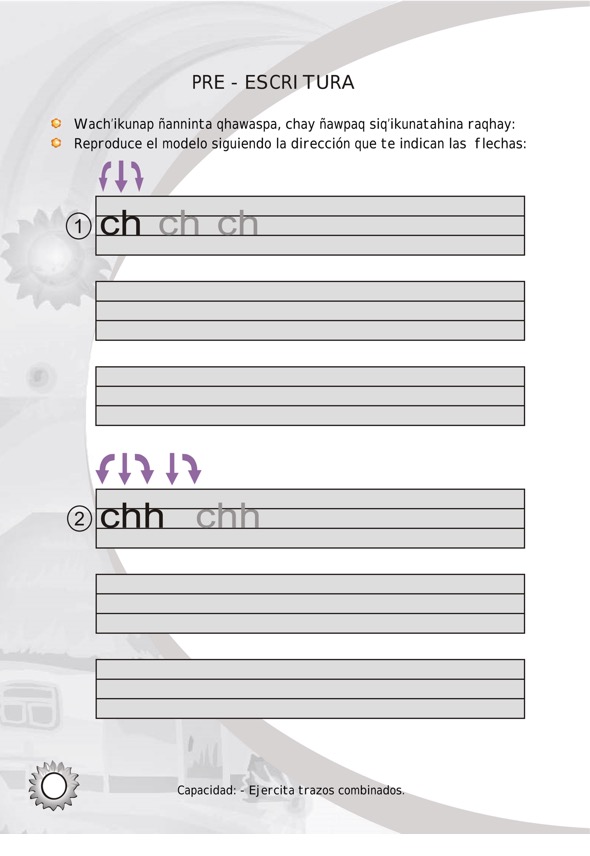 PRE - ESCRITURA
Wach'ikunap ñanninta qhawaspa, chay ñawpaq siq'ikunatahina raqhay:
Reproduce el modelo siguiendo la dirección que te indican las flechas:
1 ch ch ch
2 chh chh
Capacidad: - Ejercita trazos combinados.